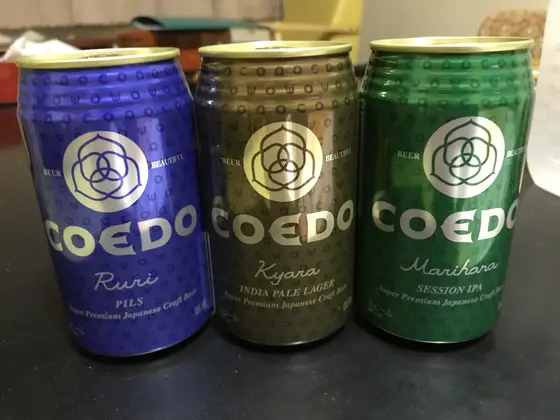 BEER BEAUTIFUL
COEDO
Ruri
PILS
Super Premium Japanese Craft Beer
COEDO
Kyara
INDIA PALE LAGER
Super Premium Japanese Craft Beer
BEER BEAUTIFUL
COEDO
Marihana
SESSION IPA
Super Premium Japanese Craft Beer